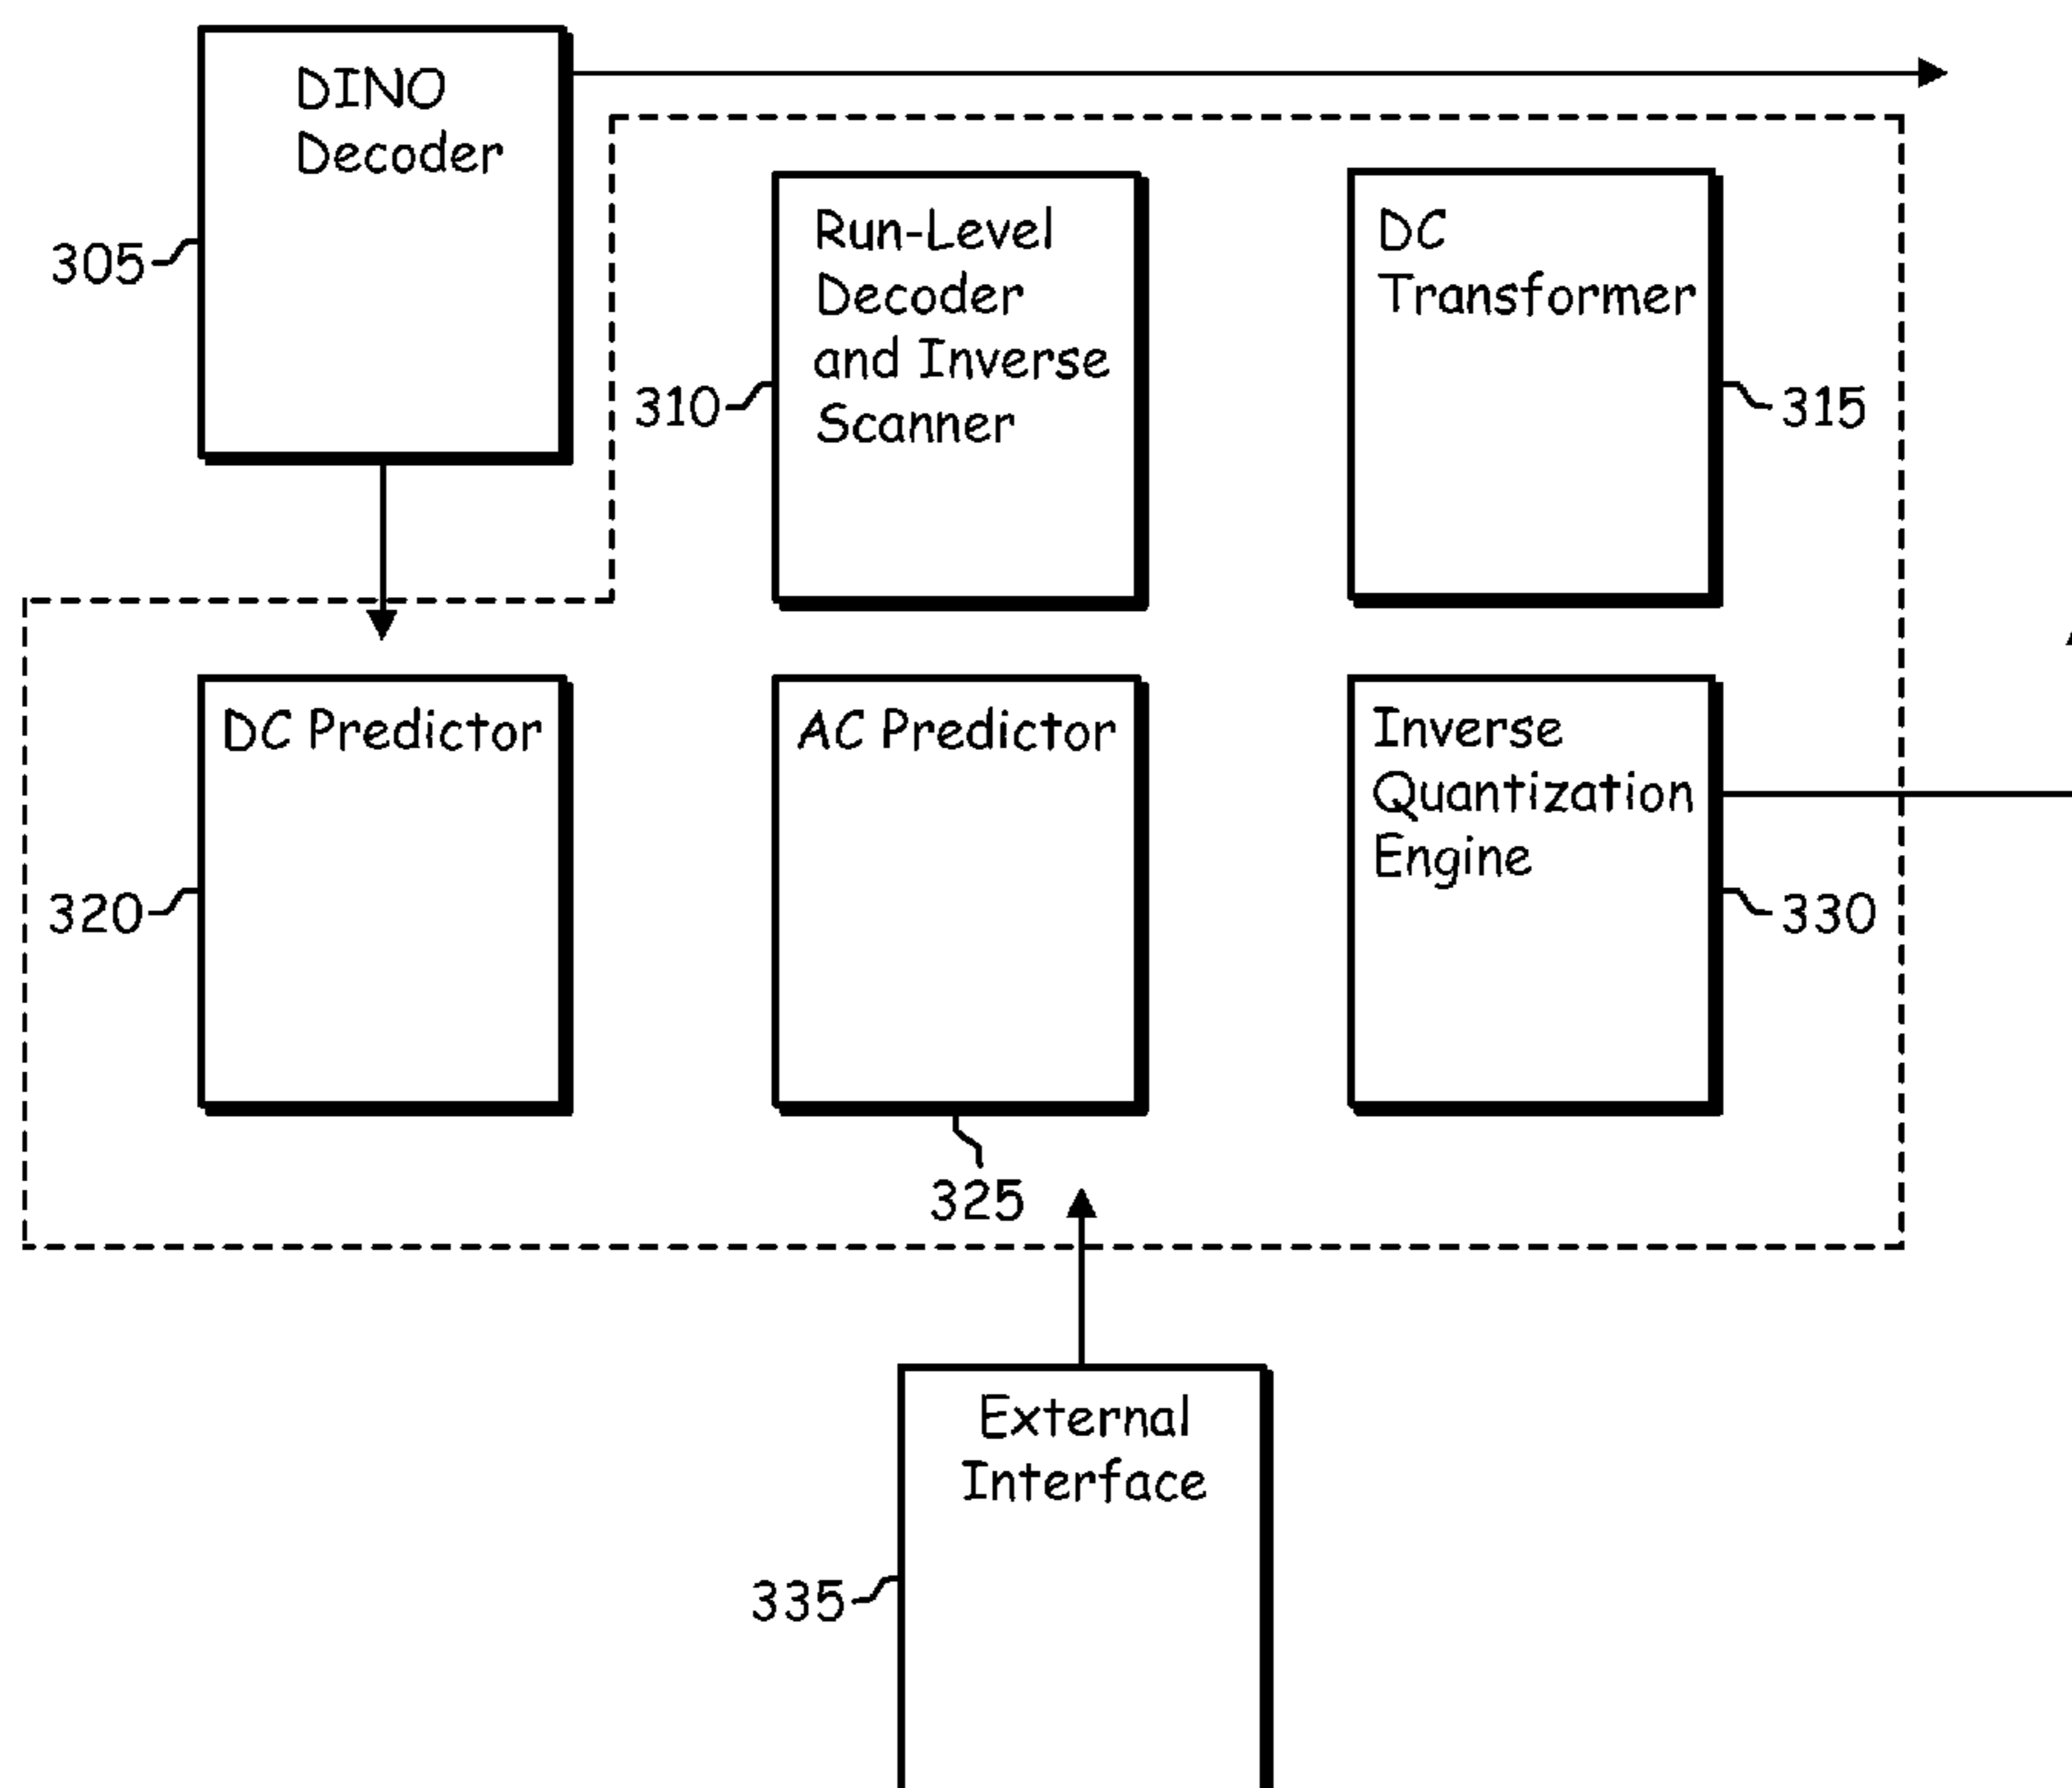 DINO
Decoder
305
Run-Level
Decoder
and Inverse
Scanner
310
DC
Transformer
315
DC Predictor
320
AC Predictor
325
Inverse
Quantization
Engine
330
External
Interface
335